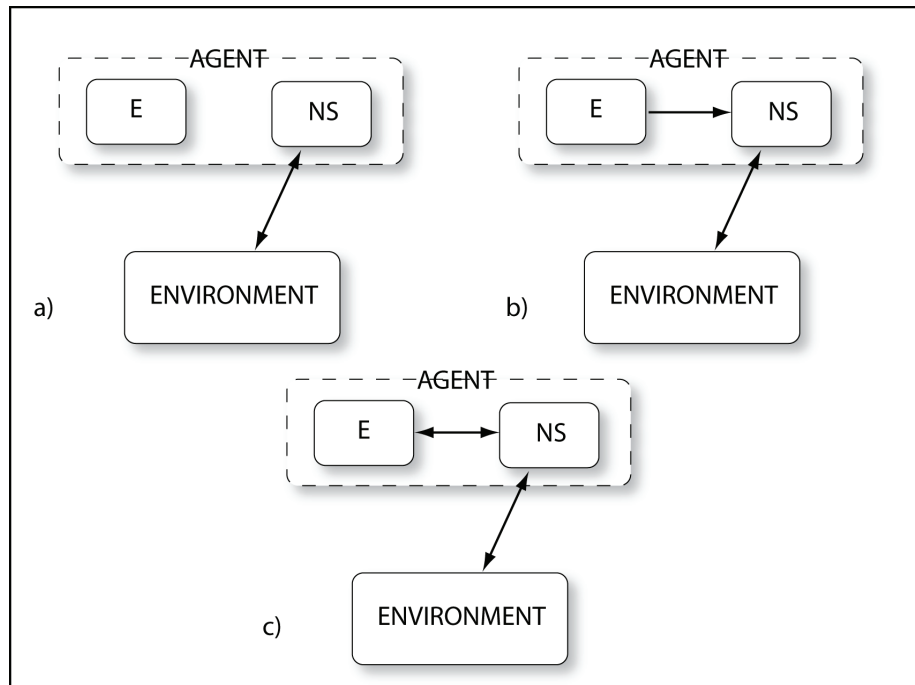 AGENT
E
NS
ENVIRONMENT
a)
AGENT
E
NS
ENVIRONMENT
b)
AGENT
E
NS
ENVIRONMENT
c)